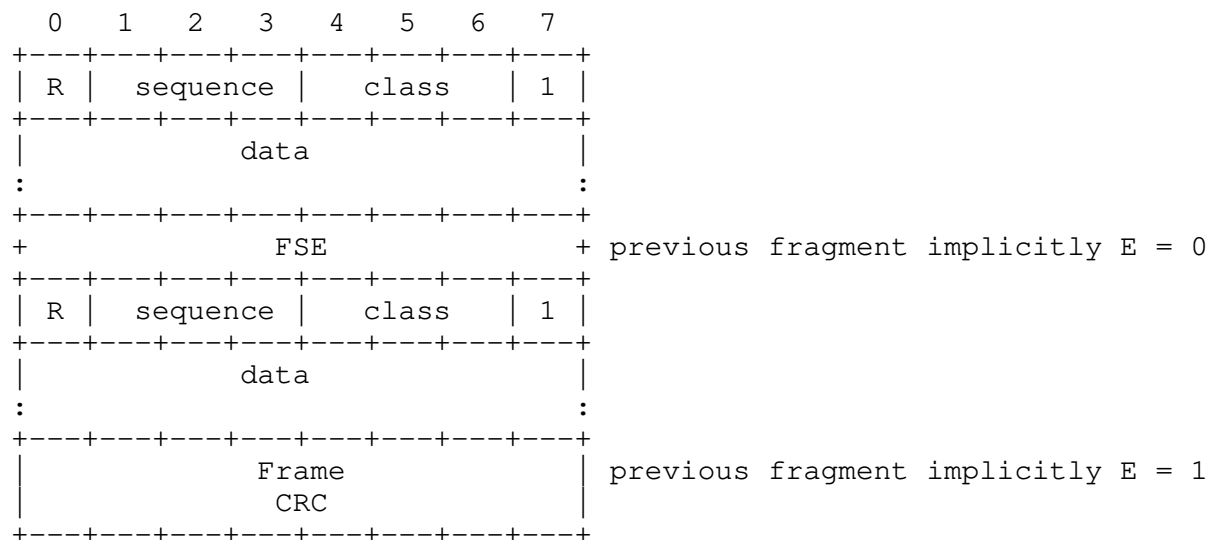 0   1   2   3   4   5   6   7
+---+---+---+---+---+---+---+---+
| R |  sequence |   class   | 1 |
+---+---+---+---+---+---+---+---+
|            data               |
:                               :
+---+---+---+---+---+---+---+---+
+              FSE              + previous fragment implicitly E = 0
+---+---+---+---+---+---+---+---+
| R |  sequence |   class   | 1 |
+---+---+---+---+---+---+---+---+
|            data               |
:                               :
+---+---+---+---+---+---+---+---+
|             Frame             | previous fragment implicitly E = 1
|              CRC              |
+---+---+---+---+---+---+---+---+